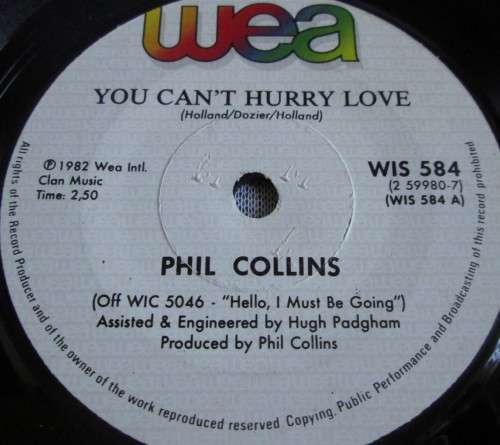 wea
YOU CAN'T HURRY LOVE
(Holland/Dozier/Holland)
℗ 1982 Wea Intl.
Clan Music
Time: 2,50
WIS 584
(2 59980-7)
(WIS 584 A)
PHIL COLLINS
(Off WIC 5046 - "Hello, I Must Be Going")
Assisted & Engineered by Hugh Padgham
Produced by Phil Collins
All rights of the Record Producer and of the owner of the work reproduced reserved. Copying, Public Performance and Broadcasting of this record prohibited